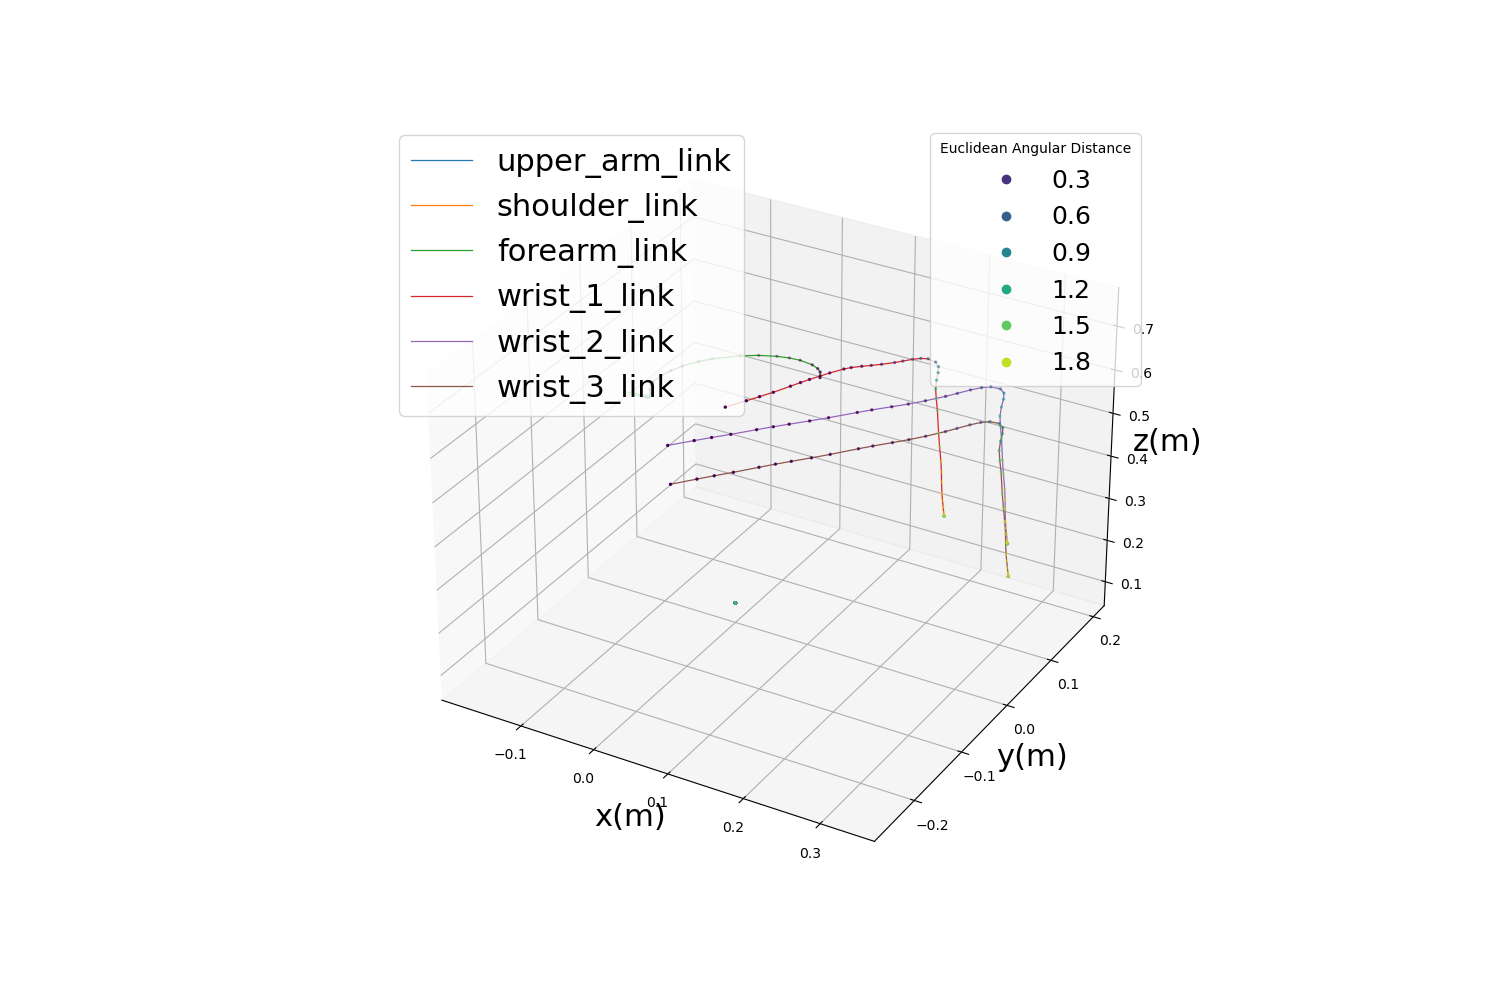 upper_arm_link
shoulder_link
forearm_link
wrist_1_link
wrist_2_link
wrist_3_link
Euclidean Angular Distance
0.3
0.6
0.9
1.2
1.5
1.8
0.7
0.6
0.5
0.4
0.3
0.2
0.1
z(m)
0.2
0.1
0.0
−0.1
−0.2
y(m)
−0.1
0.0
0.1
0.2
0.3
x(m)